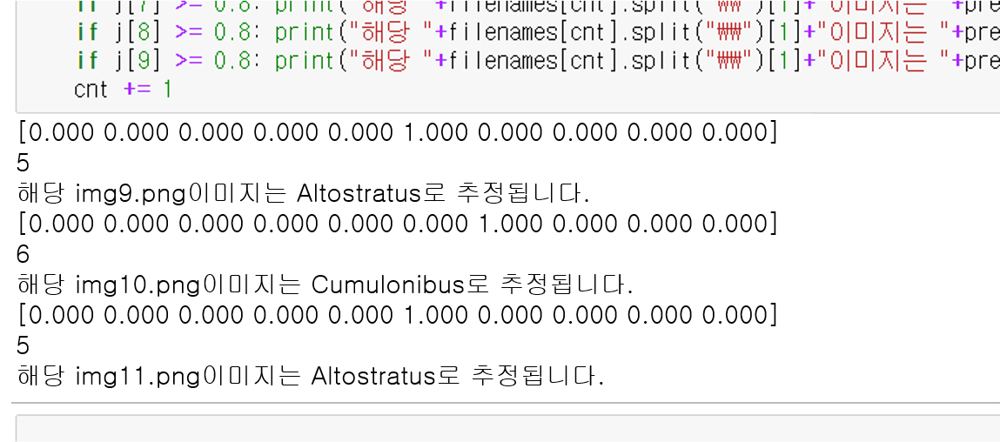 if j[7] >= 0.8: print("해당 "+filenames[cnt].split("₩₩")[1]+"이미지는 "+pre
if j[8] >= 0.8: print("해당 "+filenames[cnt].split("₩₩")[1]+"이미지는 "+pre
if j[9] >= 0.8: print("해당 "+filenames[cnt].split("₩₩")[1]+"이미지는 "+pre
cnt += 1
[0.000 0.000 0.000 0.000 0.000 1.000 0.000 0.000 0.000 0.000]
5
해당 img9.png이미지는 Altostratus로 추정됩니다.
[0.000 0.000 0.000 0.000 0.000 0.000 1.000 0.000 0.000 0.000]
6
해당 img10.png이미지는 Cumulonibus로 추정됩니다.
[0.000 0.000 0.000 0.000 0.000 1.000 0.000 0.000 0.000 0.000]
5
해당 img11.png이미지는 Altostratus로 추정됩니다.